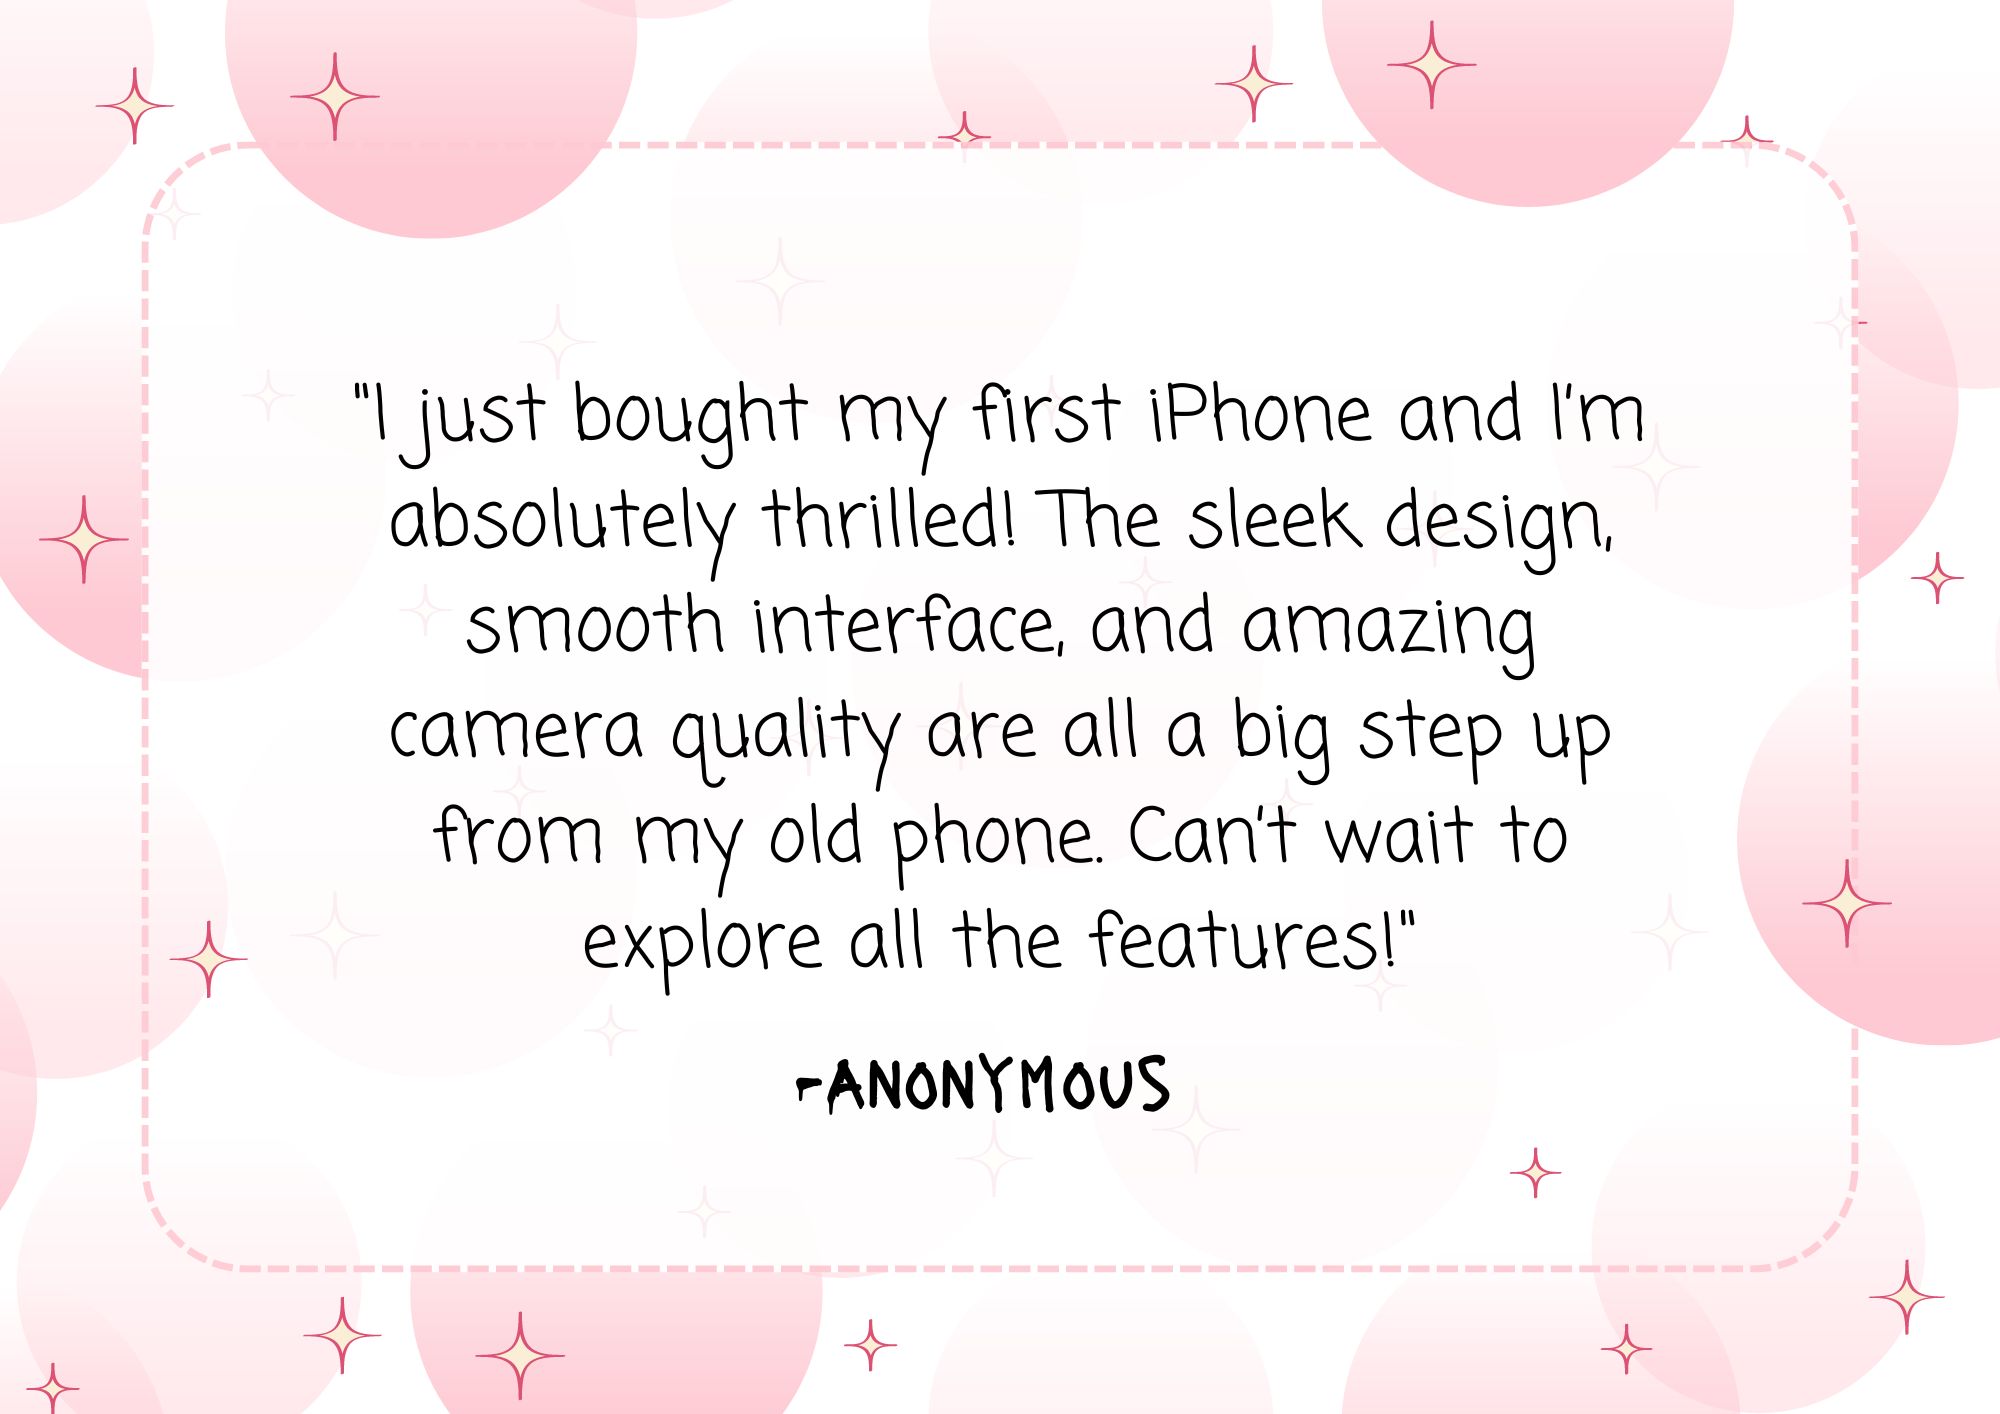 "I just bought my first iPhone and I'm
absolutely thrilled! The sleek design,
smooth interface, and amazing
camera quality are all a big step up
from my old phone. Can't wait to
explore all the features!"
-ANONYMOUS